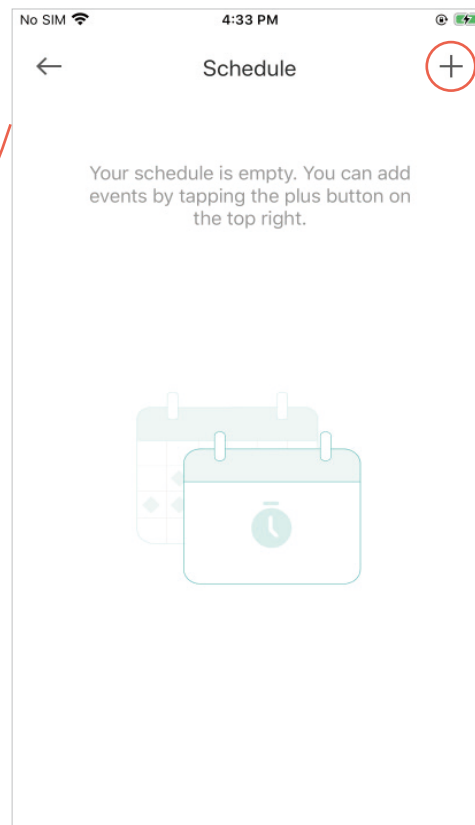 No SIM 4:33 PM
Schedule
Your schedule is empty. You can add
events by tapping the plus button on
the top right.